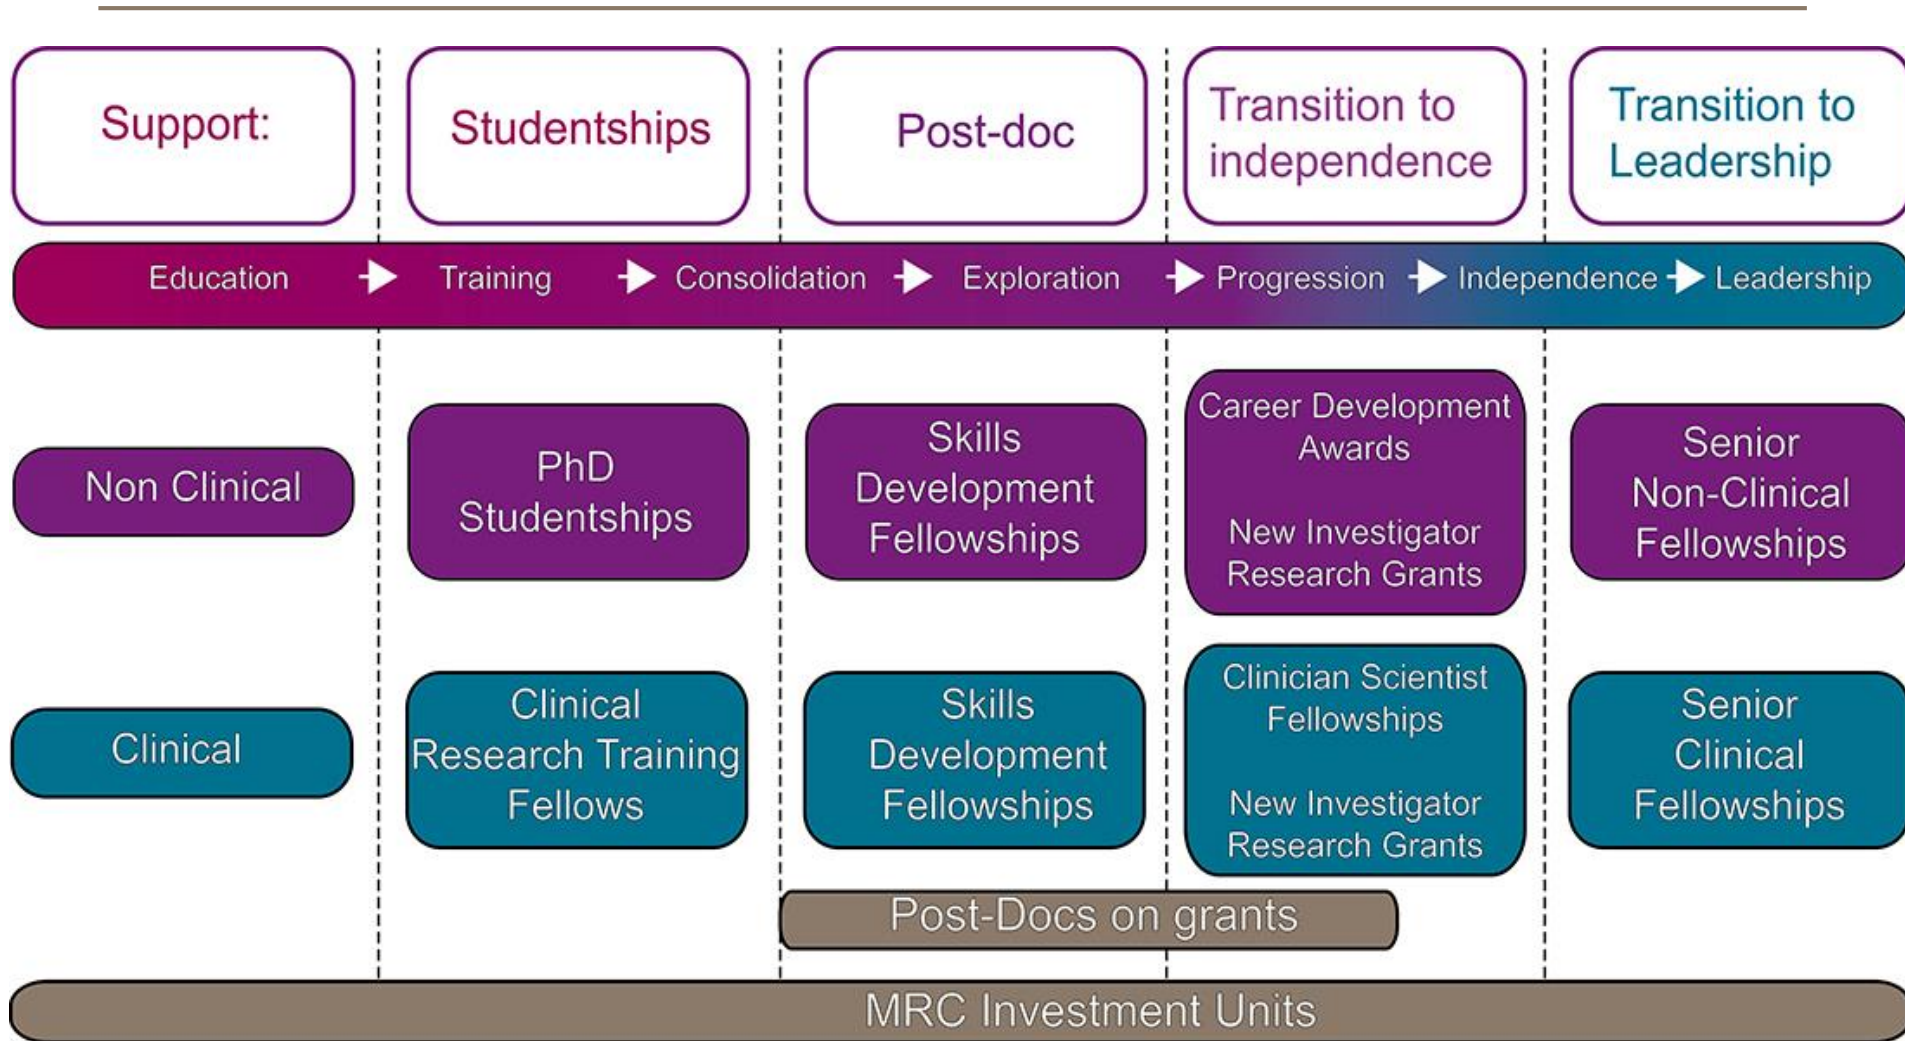 Support:
Studentships
Post-doc
Transition to
independence
Transition to
Leadership
Education
Training
Consolidation
Exploration
Progression
Independence
Leadership
Non Clinical
PhD
Studentships
Skills
Development
Fellowships
Career Development
Awards
New Investigator
Research Grants
Senior
Non-Clinical
Fellowships
Clinical
Clinical
Research Training
Fellows
Skills
Development
Fellowships
Clinician Scientist
Fellowships
New Investigator
Research Grants
Senior
Clinical
Fellowships
Post-Docs on grants
MRC Investment Units